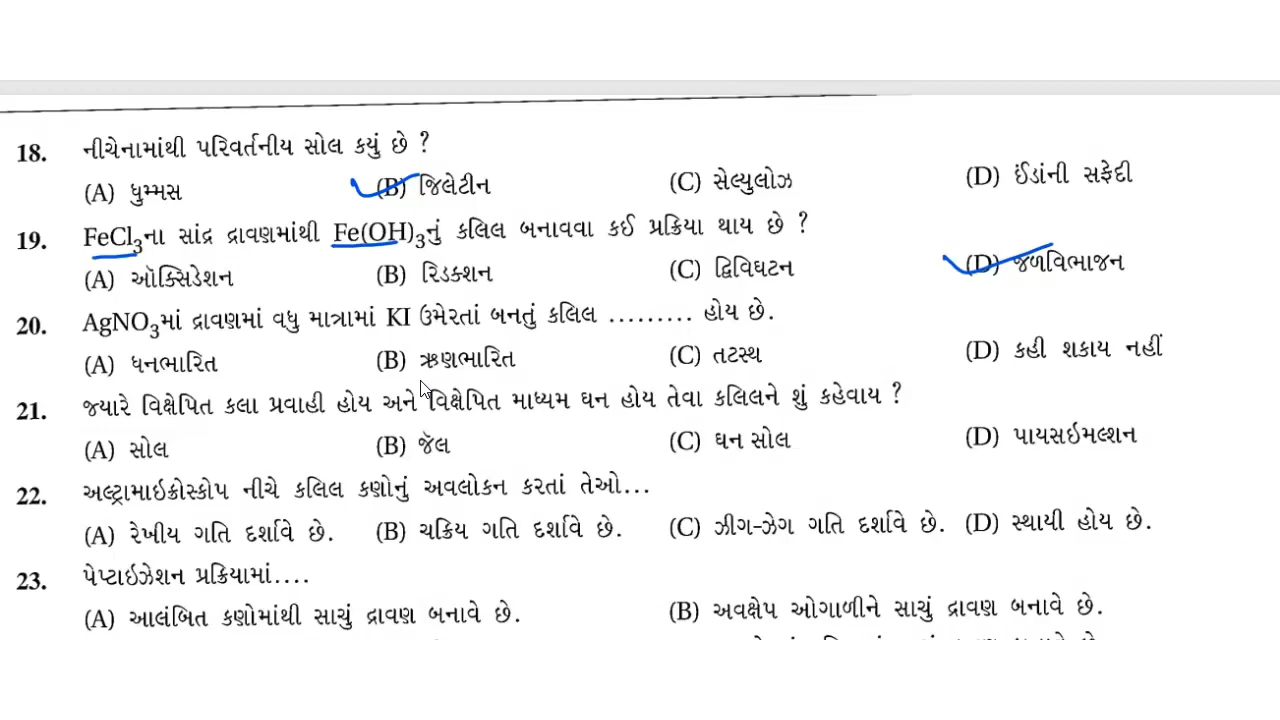 18. નીચેનામાંથી પરિવર્તનીય સોલ કયું છે ?
(A) ધુમ્મસ (B) જિલેટીન (C) સેલ્યુલોઝ (D) ઈંડાંની સફેદી
19. FeCl3ના સાંદ્ર દ્રાવણમાંથી Fe(OH)3નું કલિલ બનાવવા કઈ પ્રક્રિયા થાય છે ?
(A) ઑક્સિડેશન (B) રિડક્શન (C) દ્વિવિઘટન (D) જળવિભાજન
20. AgNO3માં દ્રાવણમાં વધુ માત્રામાં KI ઉમેરતાં બનતું કલિલ ......... હોય છે.
(A) ધનભારિત (B) ઋણભારિત (C) તટસ્થ (D) કહી શકાય નહીં
21. જ્યારે વિક્ષેપિત કલા પ્રવાહી હોય અને વિક્ષેપિત માધ્યમ ઘન હોય તેવા કલિલને શું કહેવાય ?
(A) સોલ (B) જૅલ (C) ઘન સોલ (D) પાયસઇમલ્શન
22. અલ્ટ્રામાઇક્રોસ્કોપ નીચે કલિલ કણોનું અવલોકન કરતાં તેઓ...
(A) રેખીય ગતિ દર્શાવે છે. (B) ચક્રિય ગતિ દર્શાવે છે. (C) ઝીગ-ઝેગ ગતિ દર્શાવે છે. (D) સ્થાયી હોય છે.
23. પેપ્ટાઇઝેશન પ્રક્રિયામાં....
(A) આલંબિત કણોમાંથી સાચું દ્રાવણ બનાવે છે. (B) અવક્ષેપ ઓગાળીને સાચું દ્રાવણ બનાવે છે.